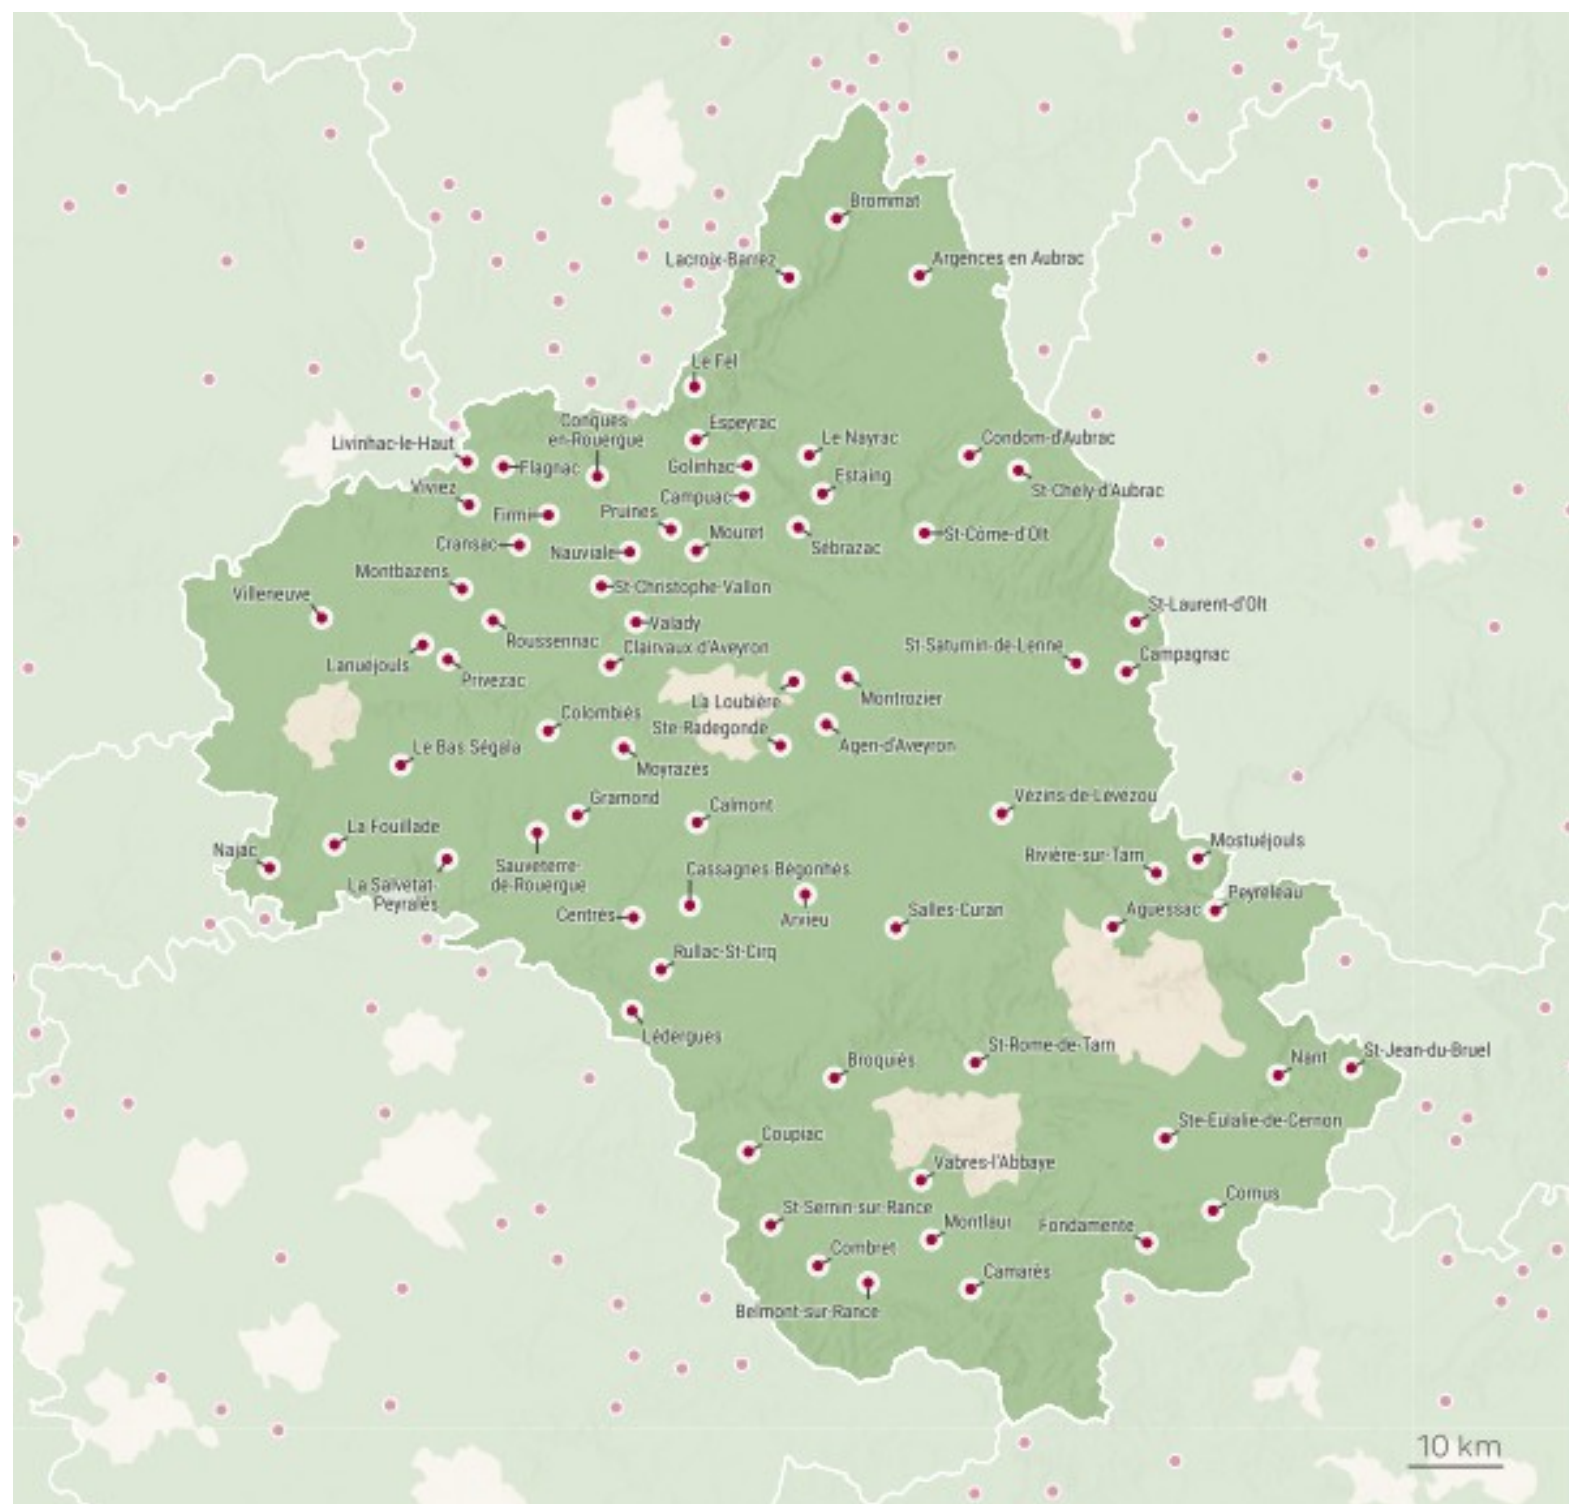 Brommat
Lacroix-Barrez
Argences en Aubrac
Le Fel
Conques-
en-Rouergue
Espeyrac
Le Nayrac
Condom-d'Aubrac
Livinhac-le-Haut
Flagnac
Golinhac
Estaing
St-Chély-d'Aubrac
Viviez
Campuac
Firmi
Pruines
Mouret
Sébrazac
St-Côme-d'Olt
Cransac
Nauviale
Montbazens
St-Christophe-Vallon
Villeneuve
Valady
St-Laurent-d'Olt
Roussennac
Clairvaux d'Aveyron
St-Saturnin-de-Lenne
Campagnac
Lanuéjouls
Privezac
La Loubière
Montrozier
Colombiès
Ste-Radegonde
Agen-d'Aveyron
Le Bas Ségala
Moyrazès
Gramond
Calmont
Vézins-de-Lévezou
La Fouillade
Mostuéjouls
Najac
Rivière-sur-Tarn
Sauveterre-
de-Rouergue
Cassagnes-Bégonhès
La Salvetat-
Peyralès
Peyreleau
Centrès
Arvieu
Salles-Curan
Aguessac
Rullac-St-Cirq
Lédergues
Broquiès
St-Rome-de-Tarn
Nant
St-Jean-du-Bruel
Coupiac
Ste-Eulalie-de-Cernon
Vabres-l'Abbaye
St-Sernin-sur-Rance
Montlaur
Fondamente
Cornus
Combret
Camarès
Belmont-sur-Rance
10 km